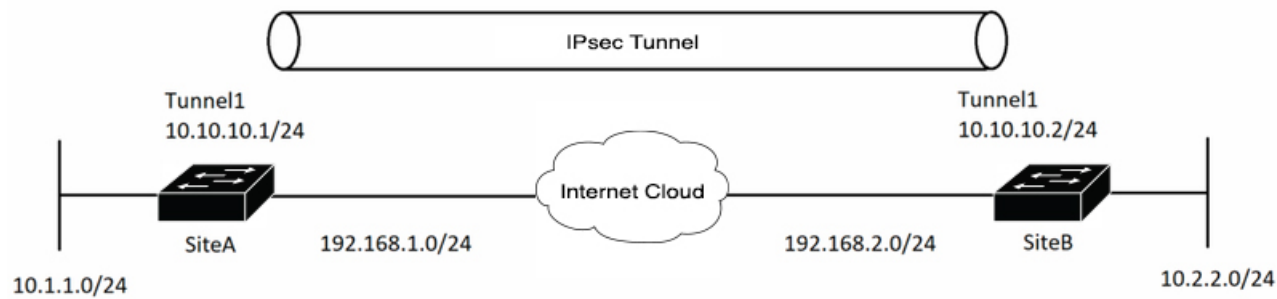 IPsec Tunnel
Tunnel1
10.10.10.1/24
Tunnel1
10.10.10.2/24
Internet Cloud
SiteA
192.168.1.0/24
192.168.2.0/24
SiteB
10.1.1.0/24
10.2.2.0/24